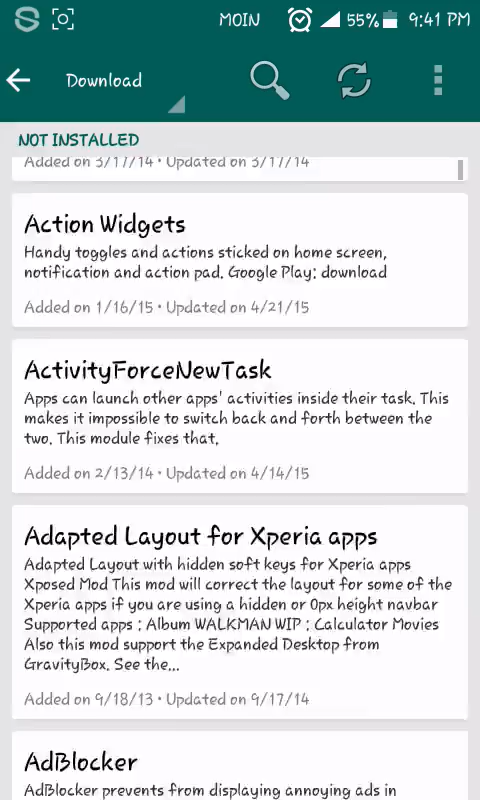 MOIN 55% 9:41 PM
Download
NOT INSTALLED
Added on 3/17/14 • Updated on 3/17/14
Action Widgets
Handy toggles and actions sticked on home screen,
notification and action pad. Google Play: download
Added on 1/16/15 • Updated on 4/21/15
ActivityForceNewTask
Apps can launch other apps' activities inside their task. This
makes it impossible to switch back and forth between the
two. This module fixes that.
Added on 2/13/14 • Updated on 4/14/15
Adapted Layout for Xperia apps
Adapted Layout with hidden soft keys for Xperia apps
Xposed Mod This mod will correct the layout for some of the
Xperia apps if you are using a hidden or 0px height navbar
Supported apps : Album WALKMAN WIP : Calculator Movies
Also this mod support the Expanded Desktop from
GravityBox. See the...
Added on 9/18/13 • Updated on 9/17/14
AdBlocker
AdBlocker prevents from displaying annoying ads in